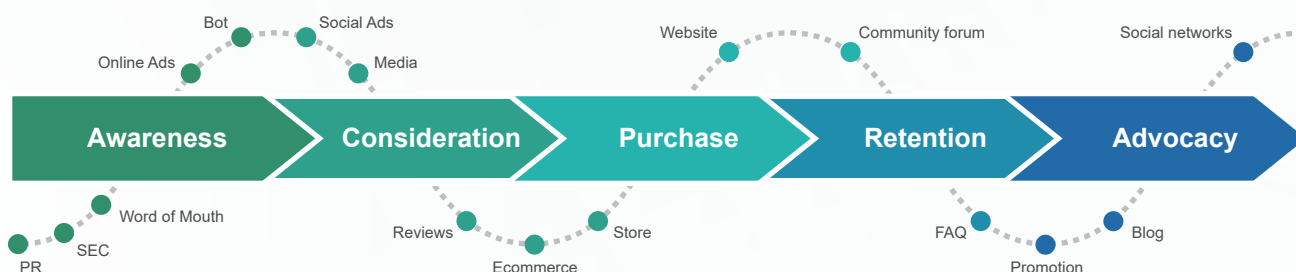 Bot
Social Ads
Online Ads
Media
Website
Community forum
Social networks
Awareness
Consideration
Purchase
Retention
Advocacy
Word of Mouth
SEC
PR
Reviews
Store
Ecommerce
FAQ
Blog
Promotion